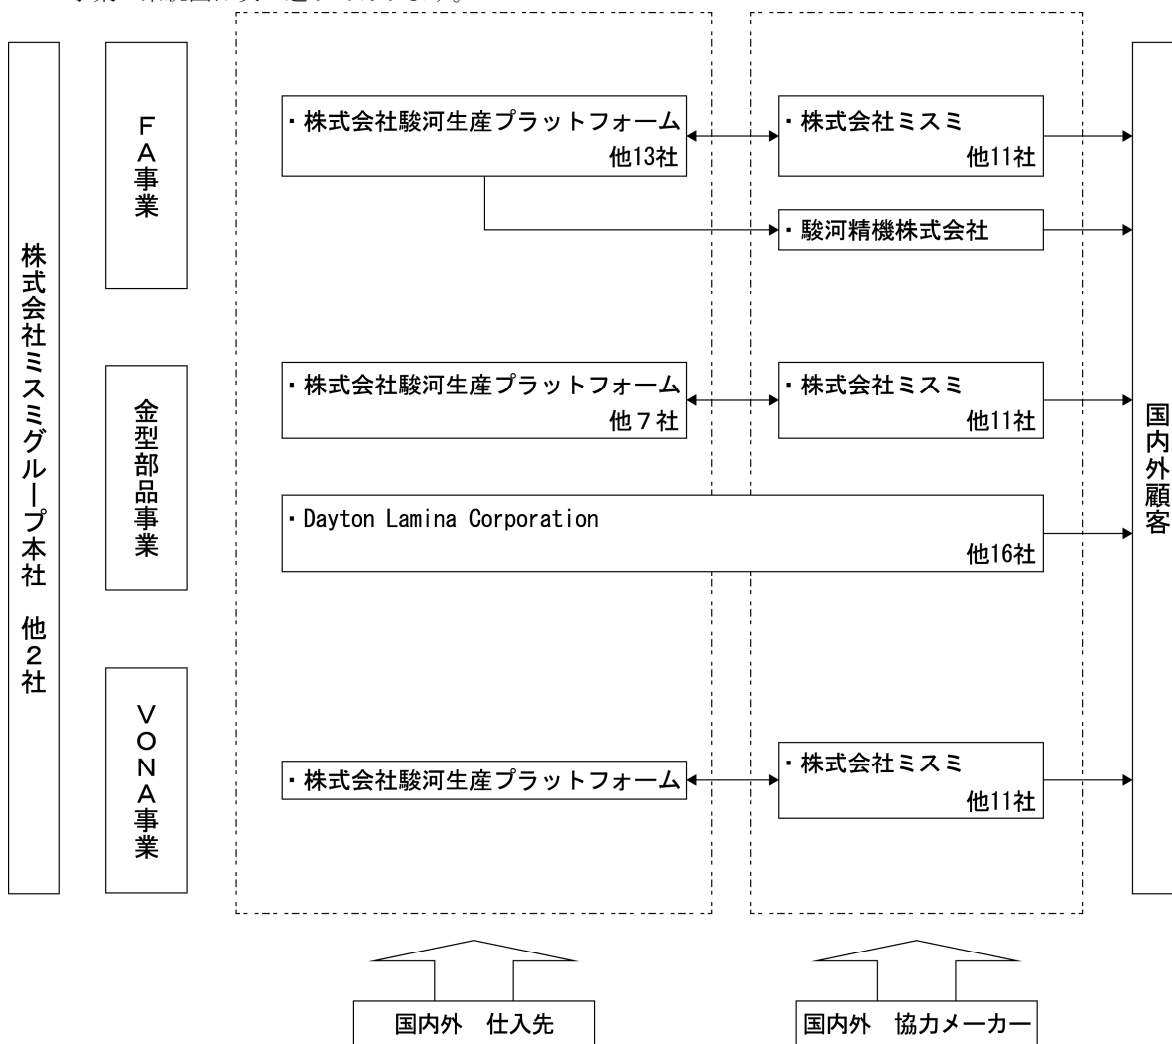 株式会社ミスミグループ本社　他２社
ＦＡ事業
・株式会社駿河生産プラットフォーム
他13社
・株式会社ミスミ
他11社
・駿河精機株式会社
金型部品事業
・株式会社駿河生産プラットフォーム
他７社
・株式会社ミスミ
他11社
・Dayton Lamina Corporation
他16社
ＶＯＮＡ事業
・株式会社駿河生産プラットフォーム
・株式会社ミスミ
他11社
国内外顧客
国内外　仕入先
国内外　協力メーカー